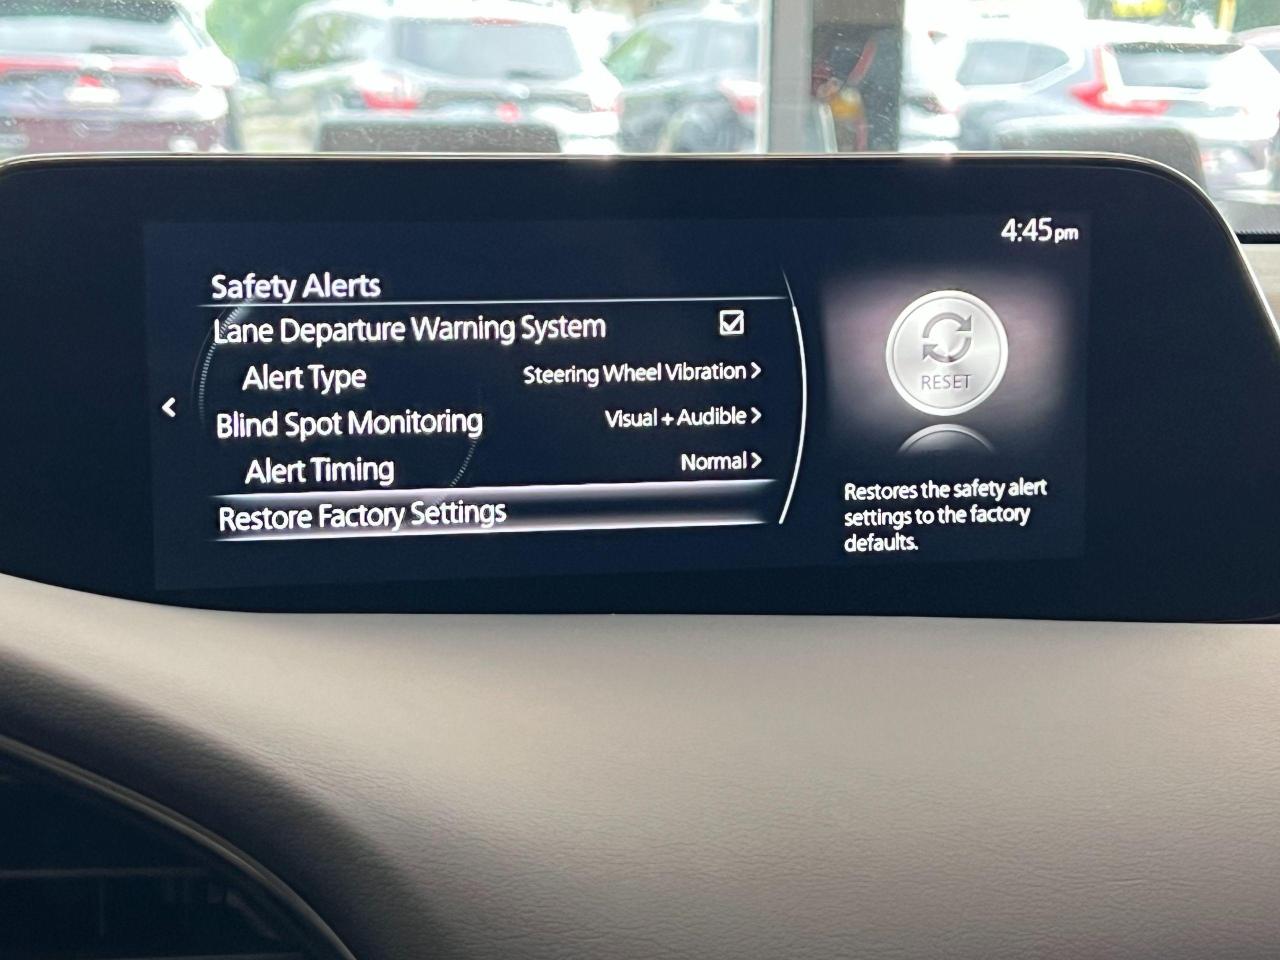 4:45pm
Safety Alerts
Lane Departure Warning System
Alert Type Steering Wheel Vibration >
Blind Spot Monitoring Visual + Audible >
Alert Timing Normal >
Restore Factory Settings
<
RESET
Restores the safety alert
settings to the factory
defaults.